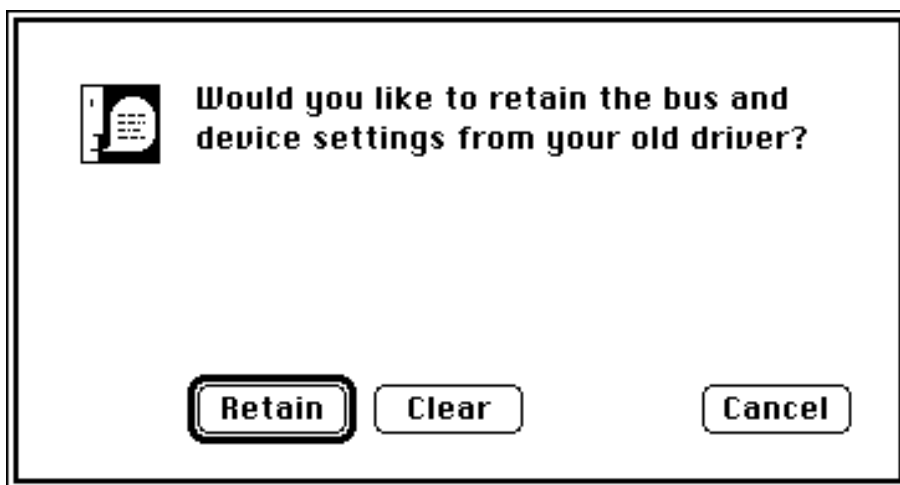 Would you like to retain the bus and
device settings from your old driver?
Retain Clear Cancel